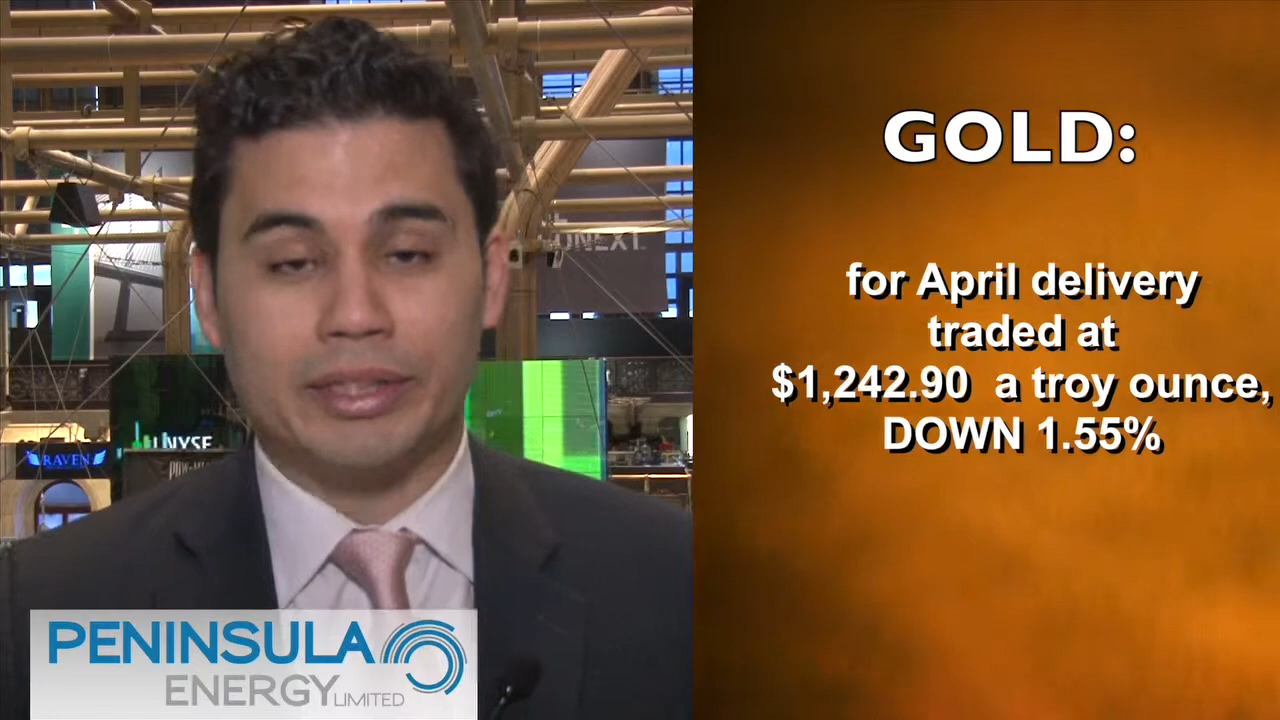 GOLD:
for April delivery
traded at
$1,242.90 a troy ounce,
DOWN 1.55%
NYSE
RAVEN
PENINSULA
ENERGY LIMITED